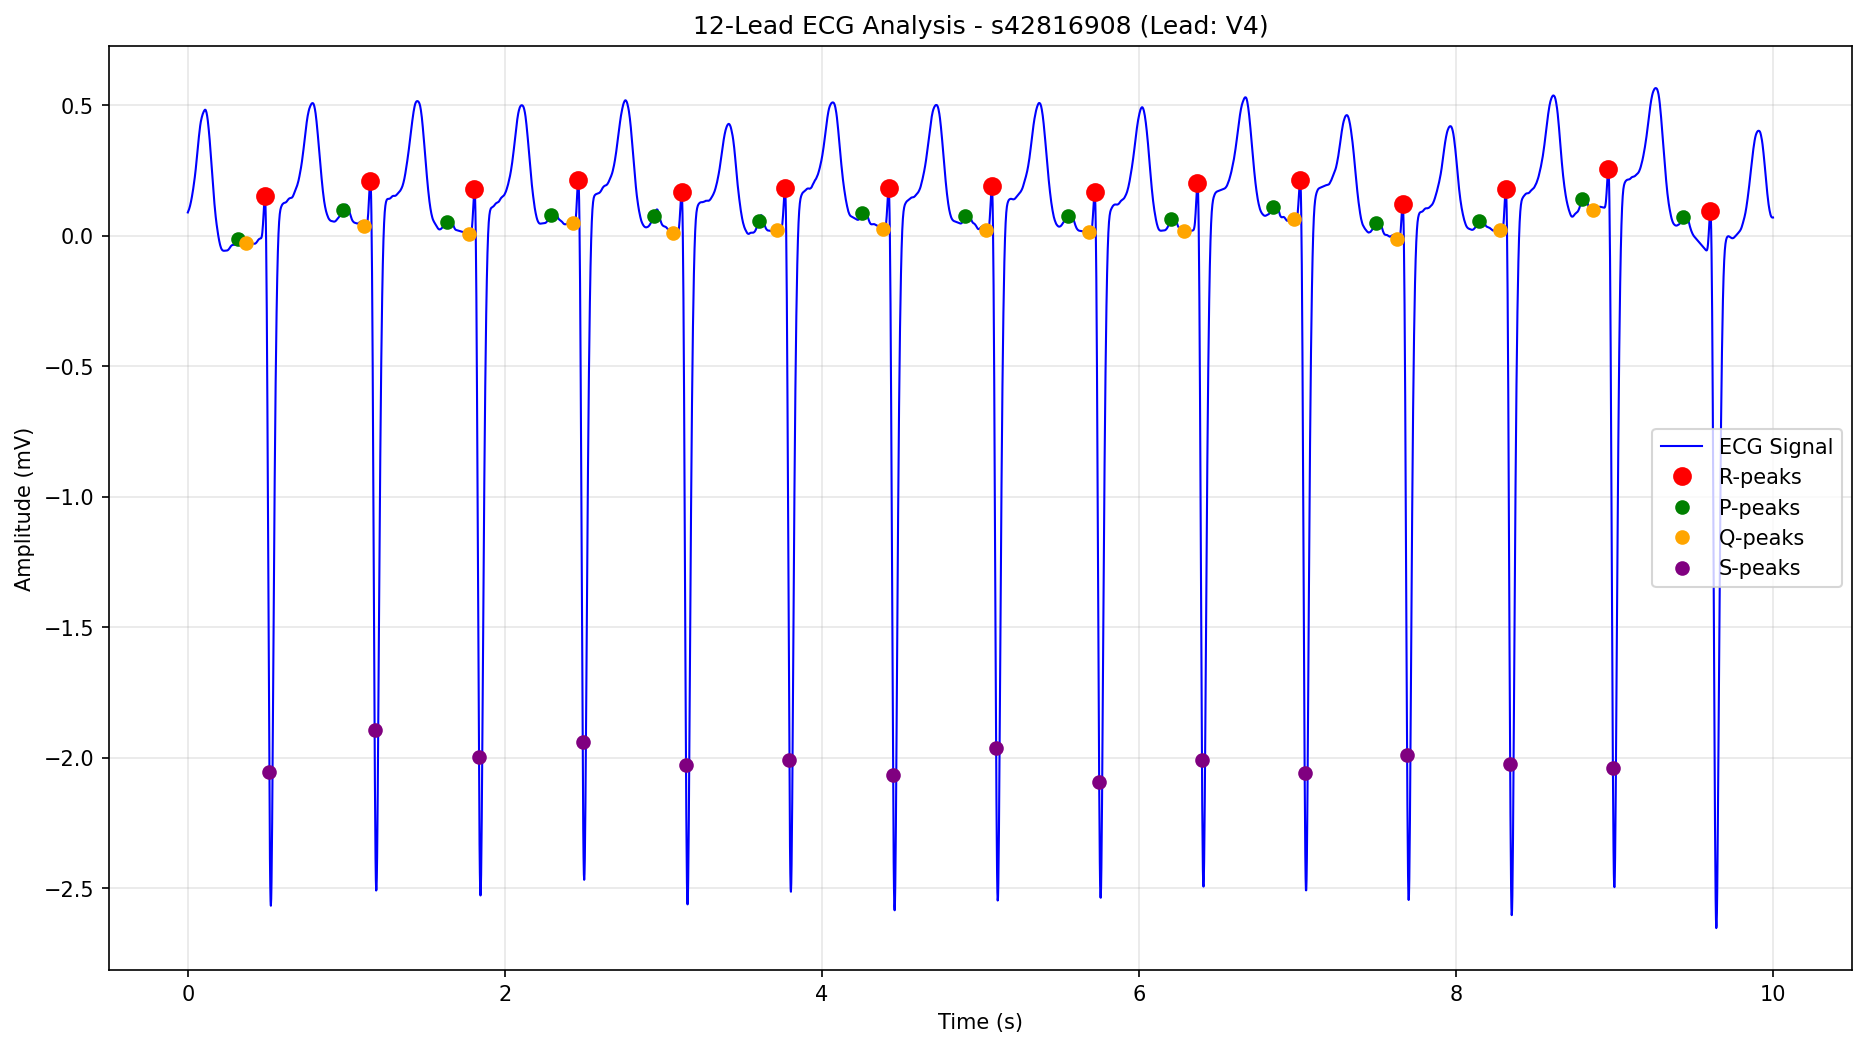 12-Lead ECG Analysis - s42816908 (Lead: V4)
0.5
0.0
−0.5
−1.0
−1.5
−2.0
−2.5
Amplitude (mV)
ECG Signal
R-peaks
P-peaks
Q-peaks
S-peaks
0 2 4 6 8 10
Time (s)